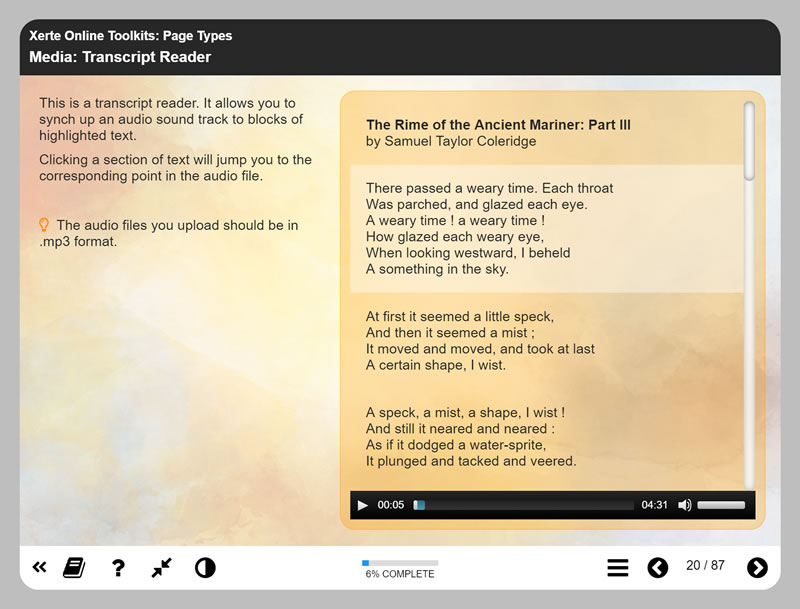 Xerte Online Toolkits: Page Types
Media: Transcript Reader
This is a transcript reader. It allows you to
synch up an audio sound track to blocks of
highlighted text.
Clicking a section of text will jump you to the
corresponding point in the audio file.
The audio files you upload should be in
.mp3 format.
The Rime of the Ancient Mariner: Part III
by Samuel Taylor Coleridge
There passed a weary time. Each throat
Was parched, and glazed each eye.
A weary time ! a weary time !
How glazed each weary eye,
When looking westward, I beheld
A something in the sky.
At first it seemed a little speck,
And then it seemed a mist ;
It moved and moved, and took at last
A certain shape, I wist.
A speck, a mist, a shape, I wist !
And still it neared and neared :
As if it dodged a water-sprite,
It plunged and tacked and veered.
00:05
04:31
?
6% COMPLETE
20 / 87